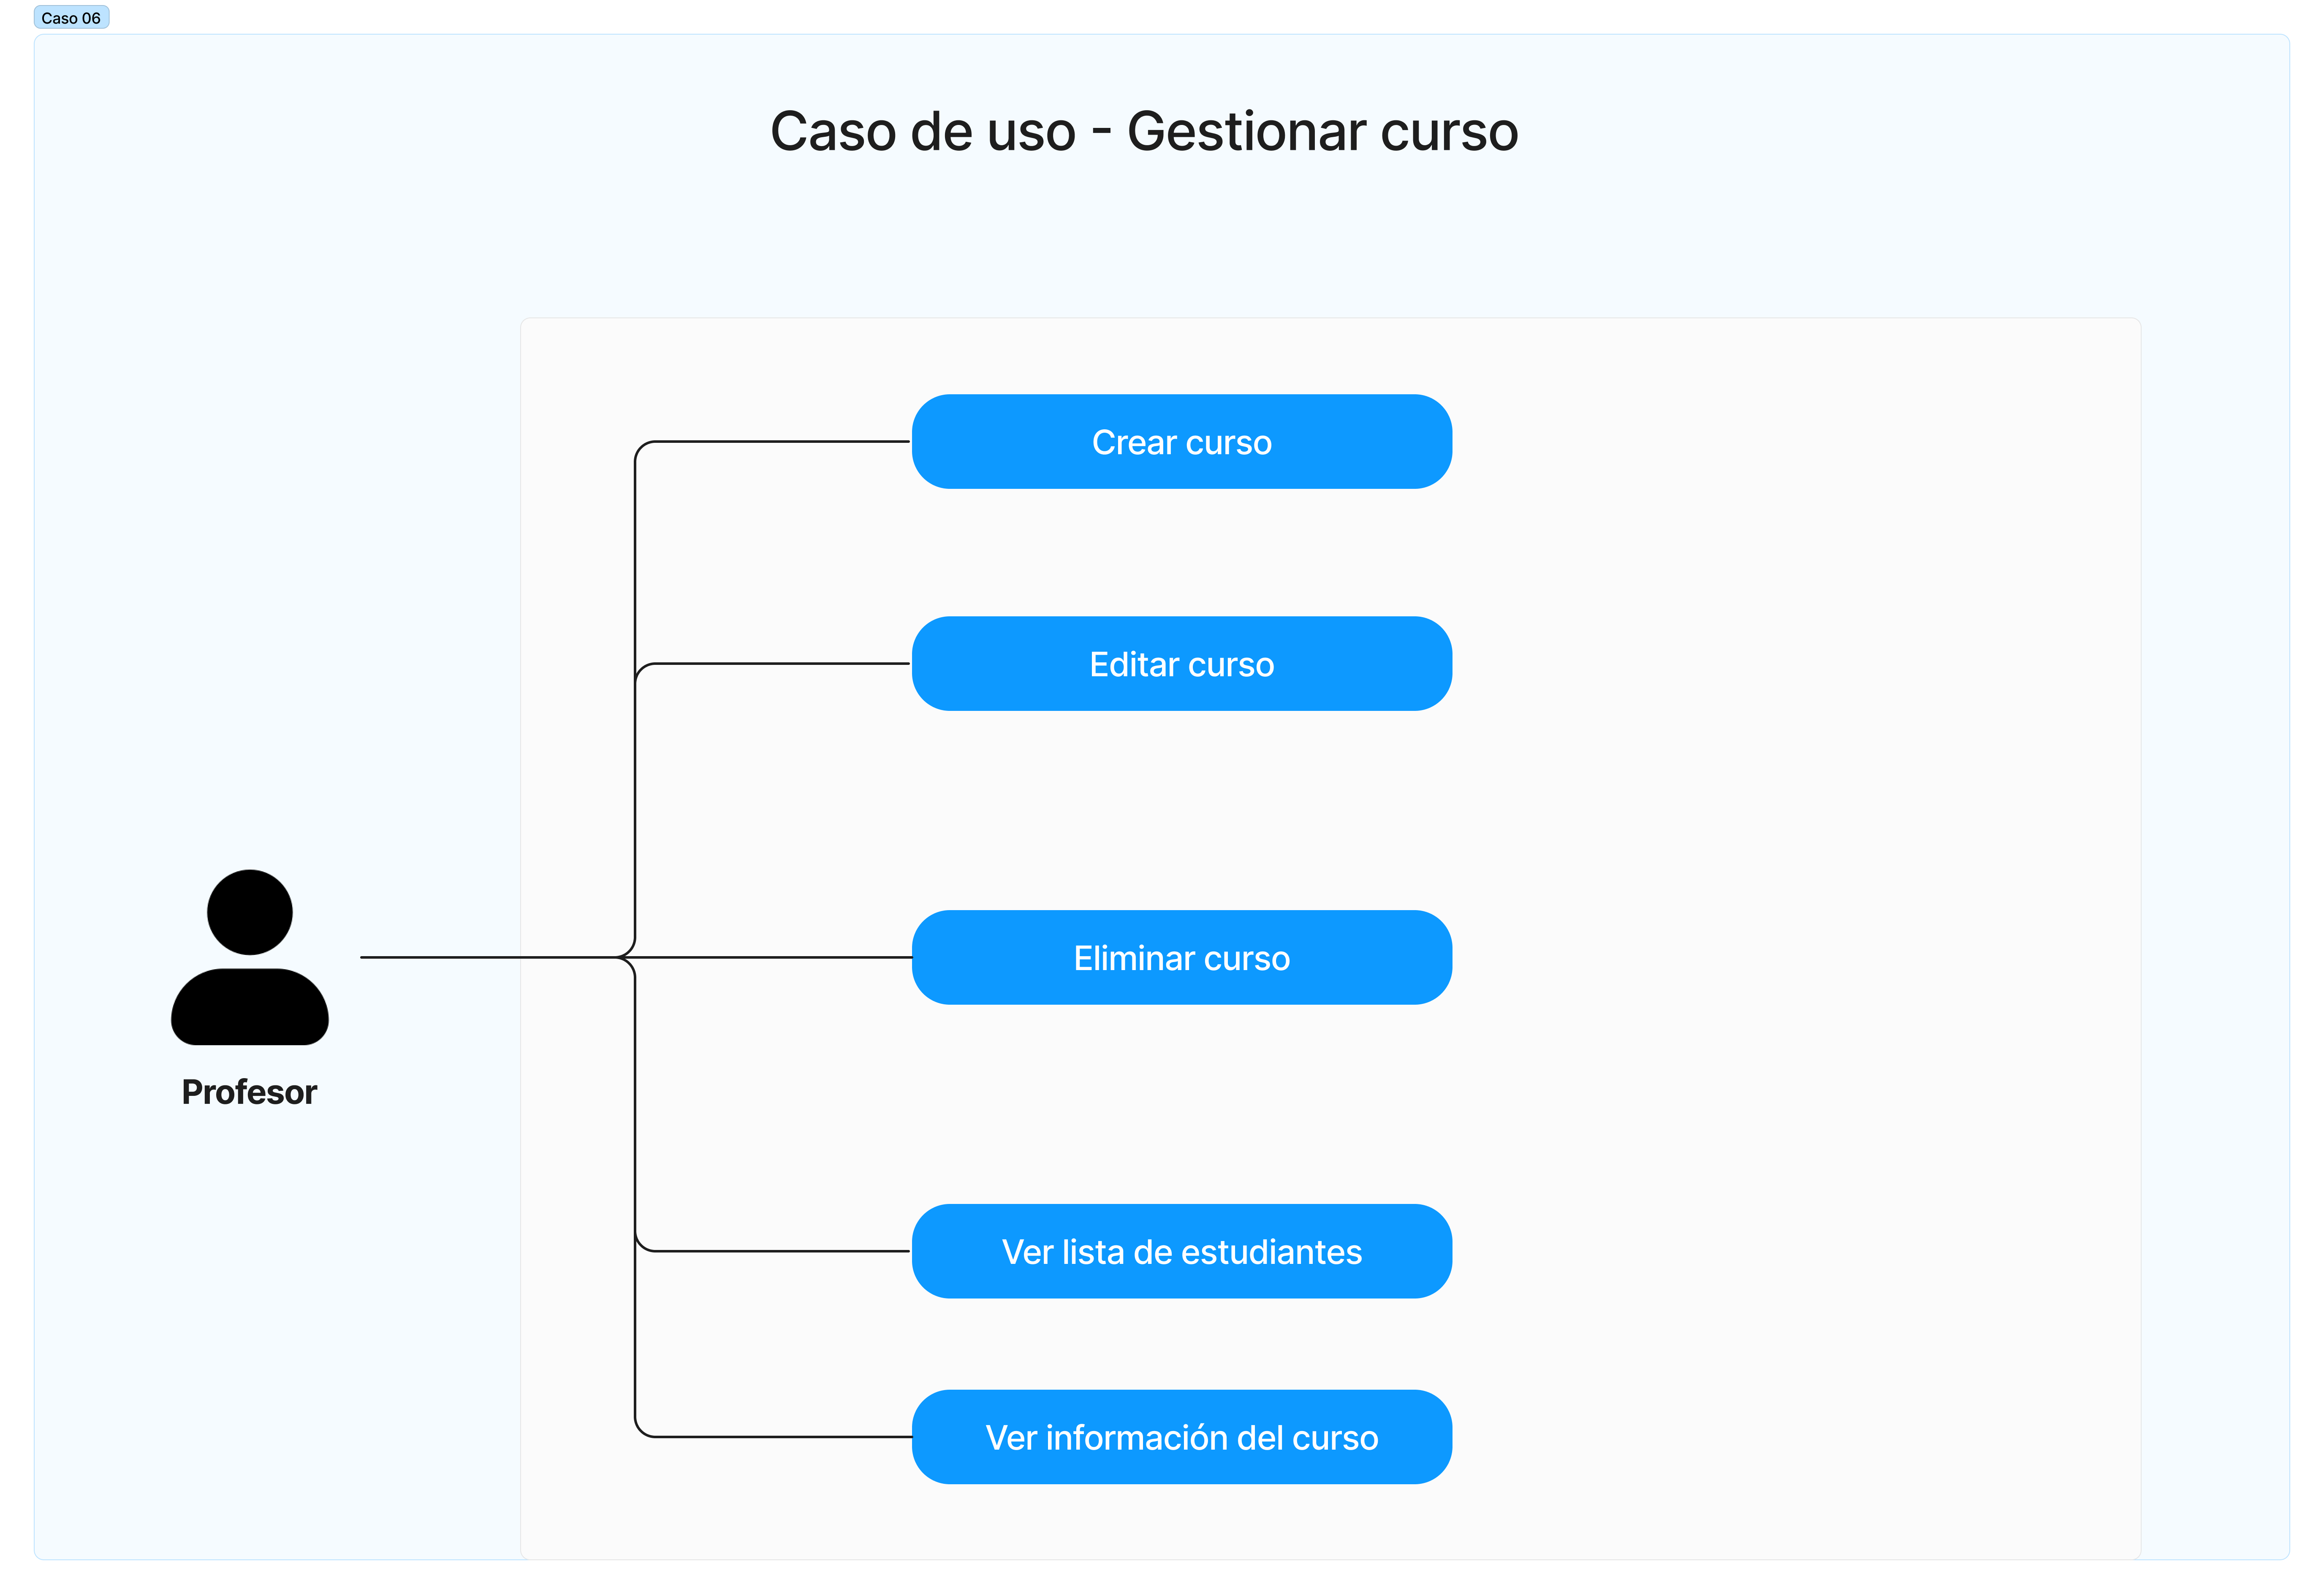 Caso 06
Caso de uso - Gestionar curso
Crear curso
Editar curso
Eliminar curso
Profesor
Ver lista de estudiantes
Ver información del curso